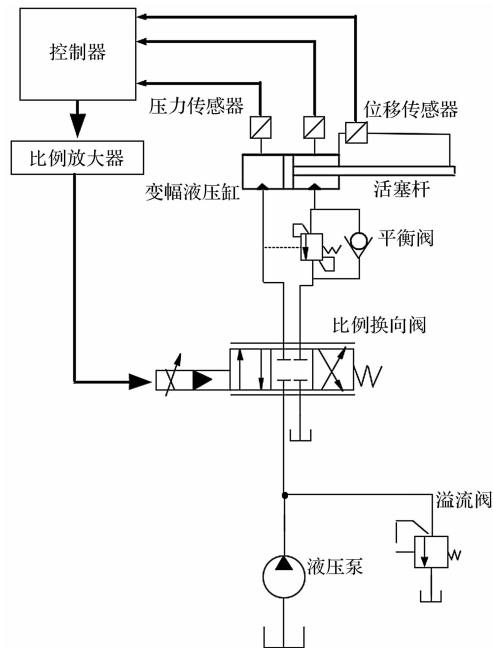 控制器
压力传感器
位移传感器
比例放大器
变幅液压缸
活塞杆
平衡阀
比例换向阀
溢流阀
液压泵